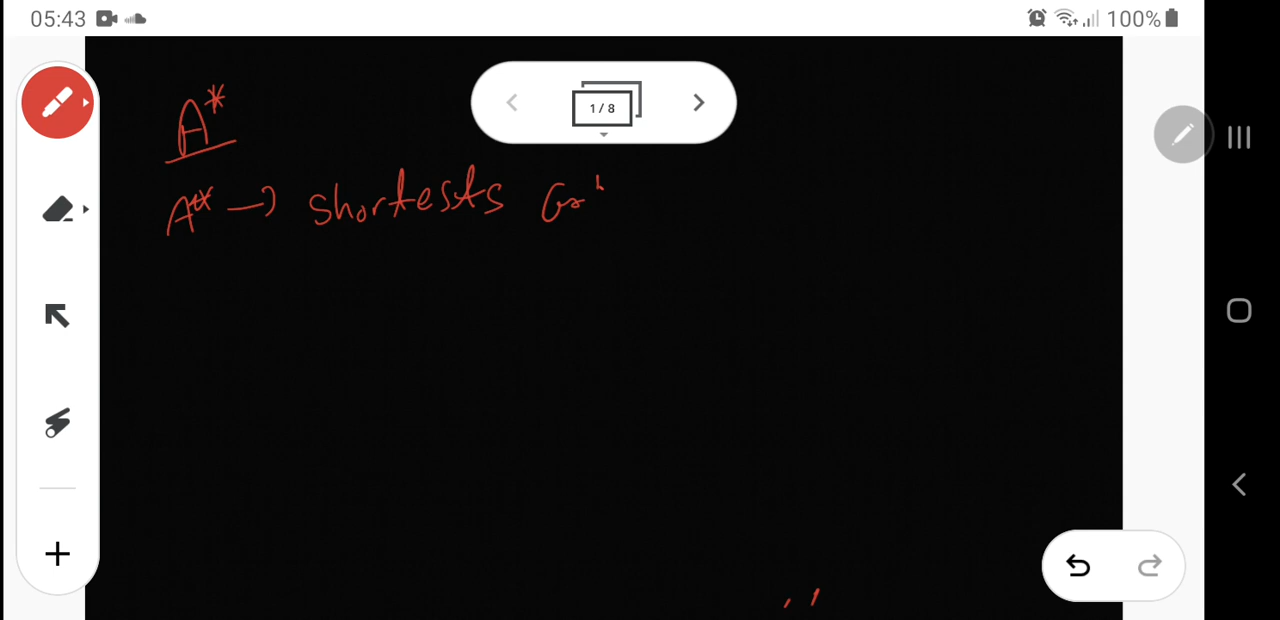 05:43 100%
1 / 8
A*
A* → shortests